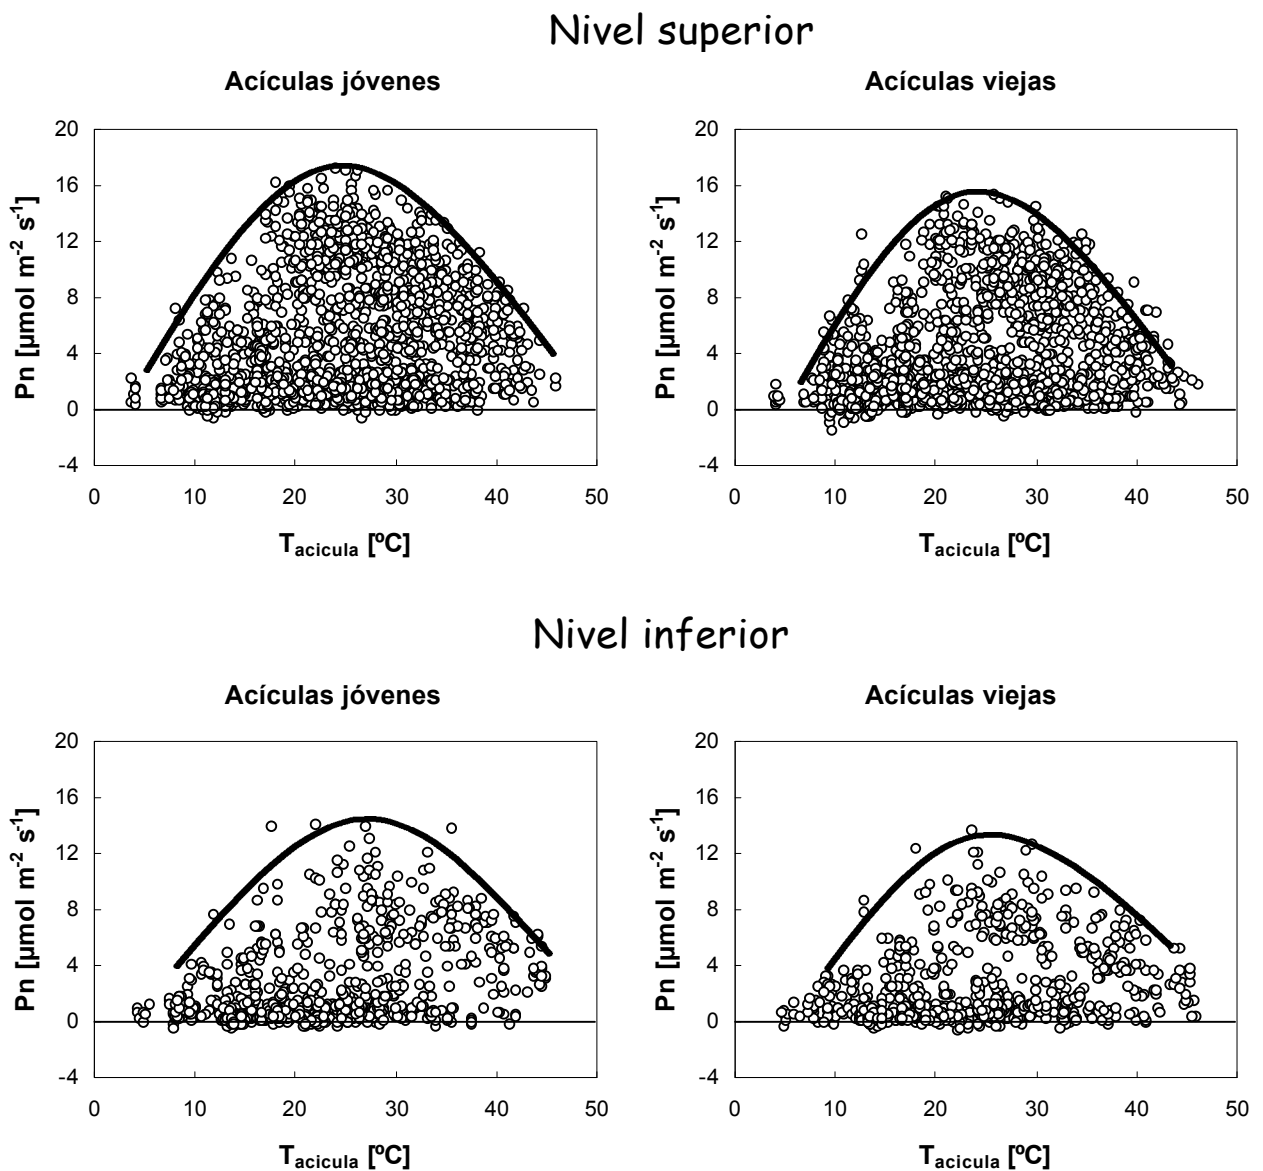 Nivel superior
Acículas jóvenes
Acículas viejas
Pn [µmol m-2 s-1]
20
16
12
8
4
0
-4
0 10 20 30 40 50
Tacicula [ºC]
Pn [µmol m-2 s-1]
20
16
12
8
4
0
-4
0 10 20 30 40 50
Tacicula [ºC]
Nivel inferior
Acículas jóvenes
Acículas viejas
Pn [µmol m-2 s-1]
20
16
12
8
4
0
-4
0 10 20 30 40 50
Tacicula [ºC]
Pn [µmol m-2 s-1]
20
16
12
8
4
0
-4
0 10 20 30 40 50
Tacicula [ºC]